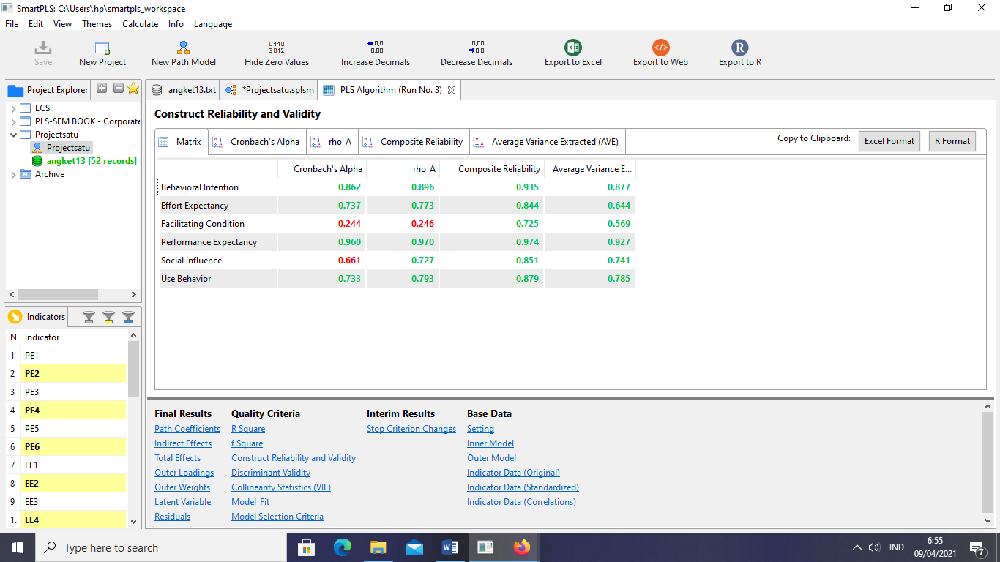 SmartPLS: C:\Users\hp\smartpls_workspace
File Edit View Themes Calculate Info Language
Save New Project New Path Model Hide Zero Values Increase Decimals Decrease Decimals Export to Excel Export to Web Export to R
Project Explorer
ECSI
PLS-SEM BOOK - Corporate
Projectsatu
Projectsatu
angket13 [52 records]
Archive
Indicators
N Indicator
1 PE1
2 PE2
3 PE3
4 PE4
5 PE5
6 PE6
7 EE1
8 EE2
9 EE3
1. EE4
angket13.txt *Projectsatu.splsm PLS Algorithm (Run No. 3)
Construct Reliability and Validity
Matrix Cronbach's Alpha rho_A Composite Reliability Average Variance Extracted (AVE) Copy to Clipboard: Excel Format R Format
Cronbach's Alpha rho_A Composite Reliability Average Variance E...
Behavioral Intention 0.862 0.896 0.935 0.877
Effort Expectancy 0.737 0.773 0.844 0.644
Facilitating Condition 0.244 0.246 0.725 0.569
Performance Expectancy 0.960 0.970 0.974 0.927
Social Influence 0.661 0.727 0.851 0.741
Use Behavior 0.733 0.793 0.879 0.785
Final Results Quality Criteria Interim Results Base Data
Path Coefficients R Square Stop Criterion Changes Setting
Indirect Effects f Square Inner Model
Total Effects Construct Reliability and Validity Outer Model
Outer Loadings Discriminant Validity Indicator Data (Original)
Outer Weights Collinearity Statistics (VIF) Indicator Data (Standardized)
Latent Variable Model_Fit Indicator Data (Correlations)
Residuals Model Selection Criteria
Type here to search
IND
6:55
09/04/2021
7